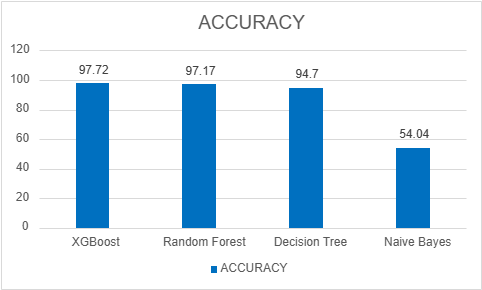 ACCURACY
120
100
80
60
40
20
0
97.72
97.17
94.7
54.04
XGBoost
Random Forest
Decision Tree
Naive Bayes
ACCURACY